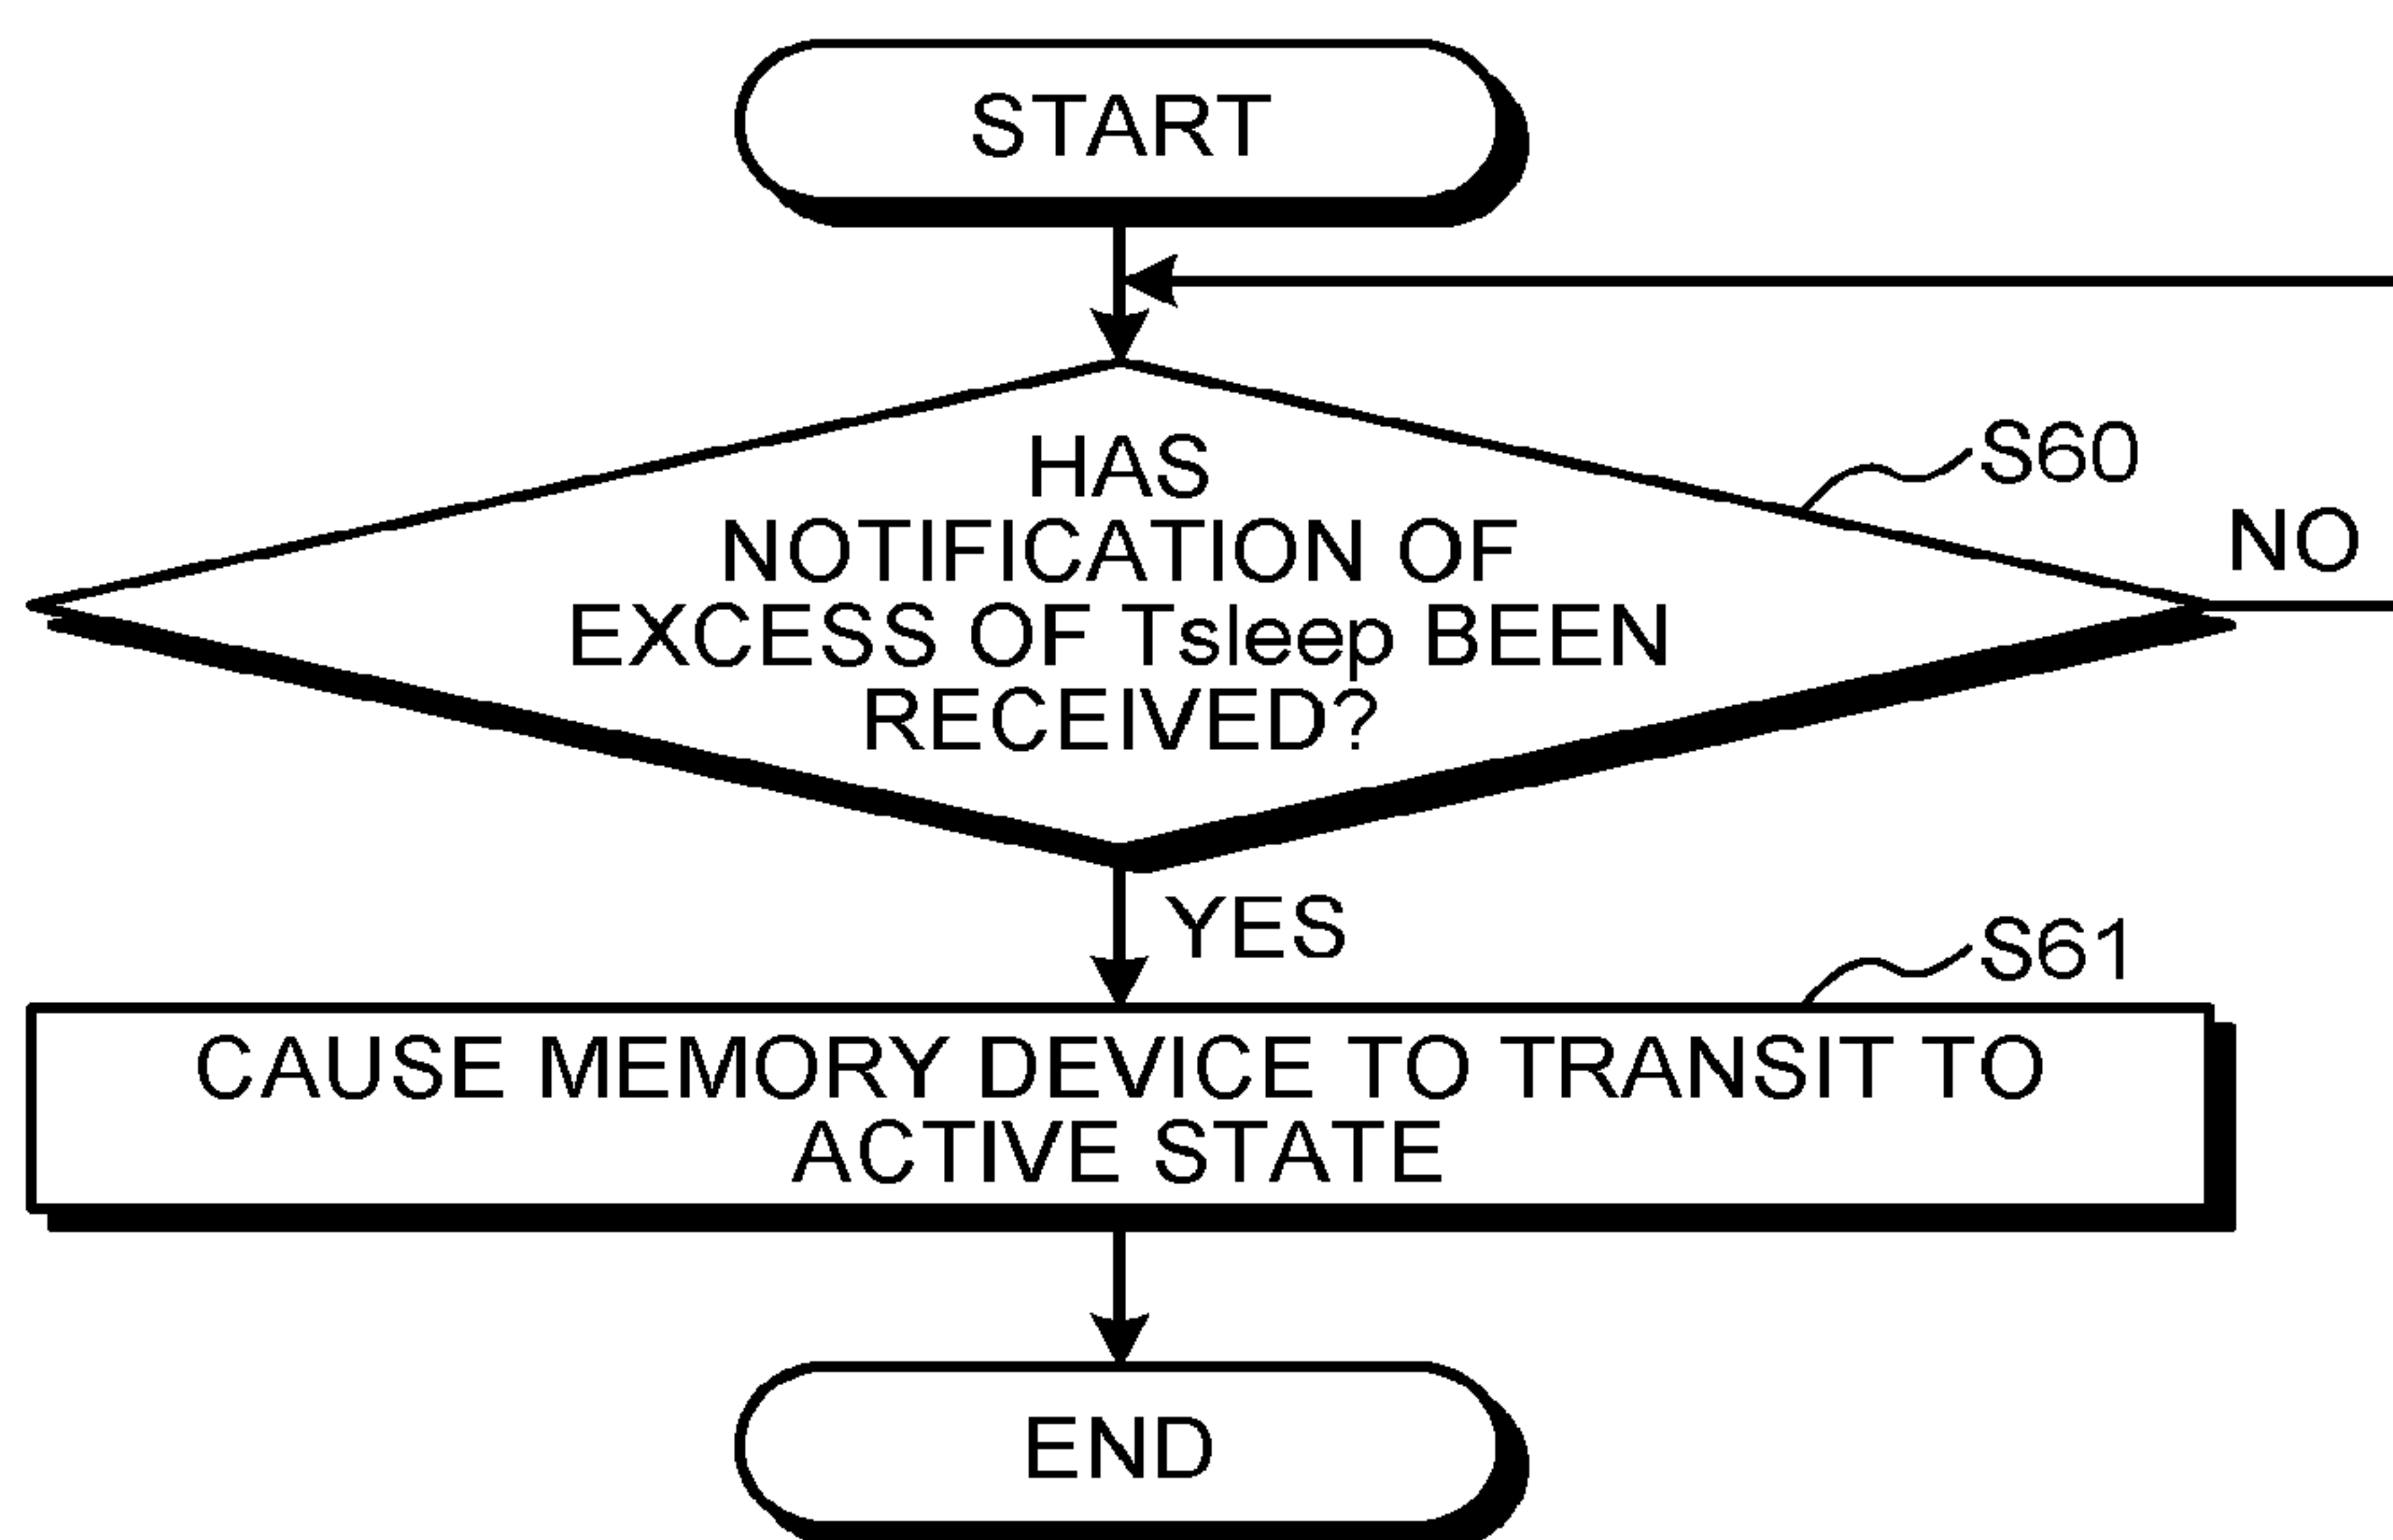 START
HAS
NOTIFICATION OF
EXCESS OF Tsleep BEEN
RECEIVED?
S60
NO
YES
S61
CAUSE MEMORY DEVICE TO TRANSIT TO
ACTIVE STATE
END